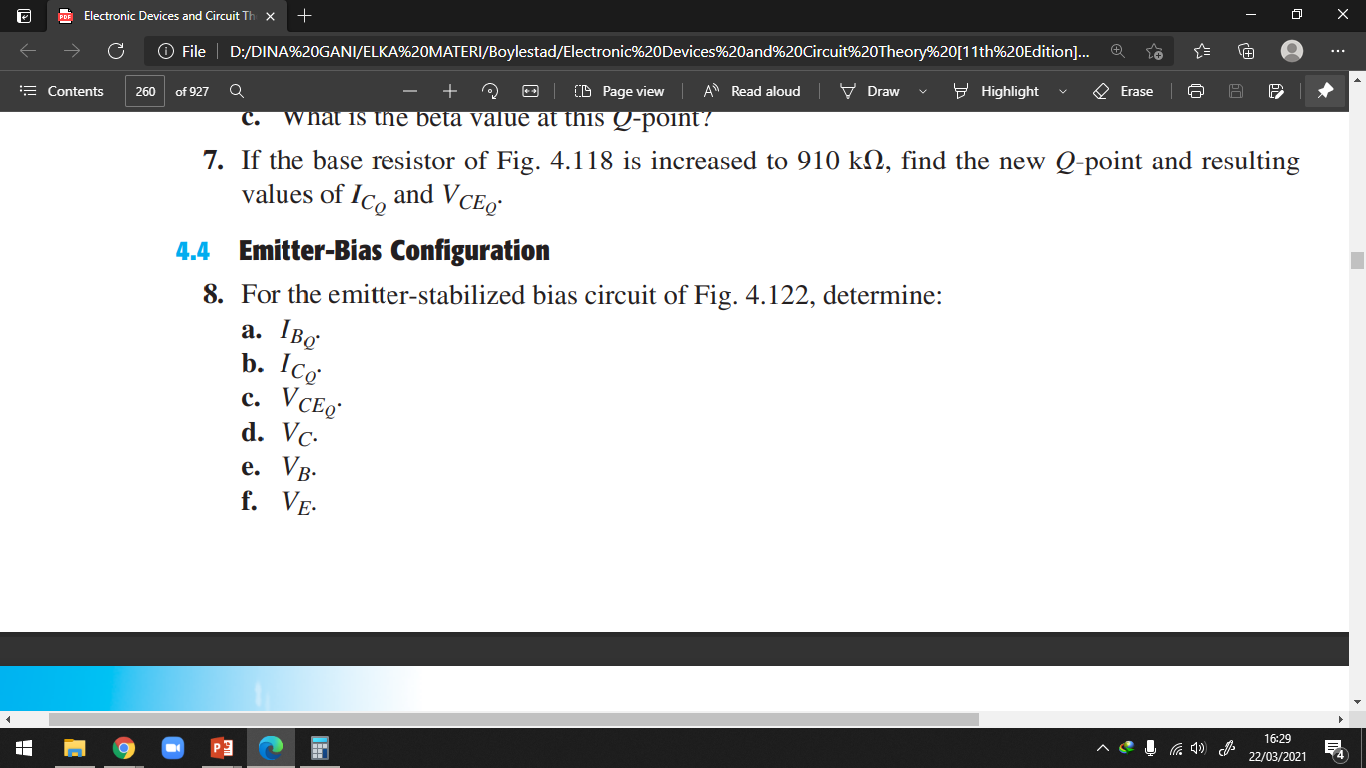 Electronic Devices and Circuit Th
File D:/DINA%20GANI/ELKA%20MATERI/Boylestad/Electronic%20Devices%20and%20Circuit%20Theory%20[11th%20Edition]...
Contents 260 of 927 Page view Read aloud Draw Highlight Erase
c. What is the beta value at this Q-point?
7. If the base resistor of Fig. 4.118 is increased to 910 kΩ, find the new Q-point and resulting
values of I_CQ and V_CEQ.
4.4 Emitter-Bias Configuration
8. For the emitter-stabilized bias circuit of Fig. 4.122, determine:
a. I_BQ.
b. I_CQ.
c. V_CEQ.
d. V_C.
e. V_B.
f. V_E.
16:29
22/03/2021
4